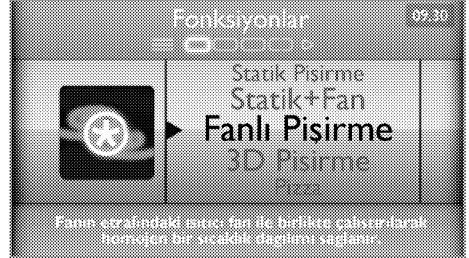 Fonksiyonlar
09.30
Statik Pişirme
Statik+Fan
Fanlı Pişirme
3D Pişirme
Pizza
Fanın etrafındaki ısıtıcı fan ile birlikte çalıştırılarak
homojen bir sıcaklık dağılımı sağlanır.